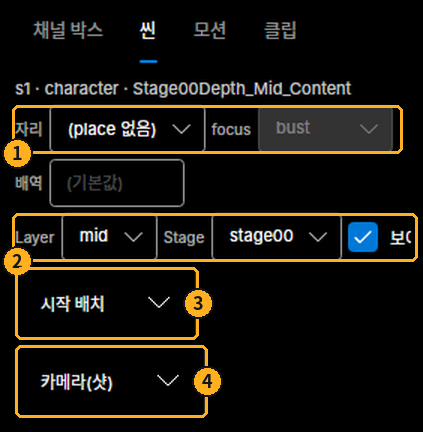 채널 박스 씬 모션 클립
s1 · character · Stage00Depth_Mid_Content
자리 (place 없음) focus bust
1
배역 (기본값)
Layer mid Stage stage00
2
시작 배치 3
카메라(샷) 4